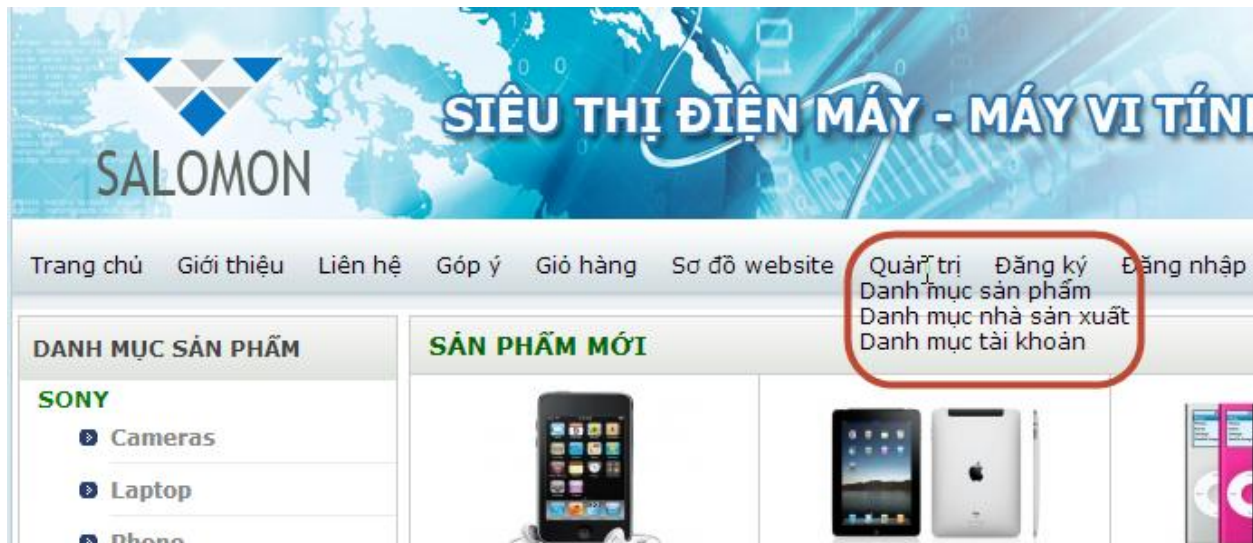 SIÊU THỊ ĐIỆN MÁY - MÁY VI TÍNH
SALOMON
Trang chủ Giới thiệu Liên hệ Góp ý Giỏ hàng Sơ đồ website Quản trị Đăng ký Đăng nhập
Danh mục sản phẩm
Danh mục nhà sản xuất
Danh mục tài khoản
DANH MỤC SẢN PHẨM
SẢN PHẨM MỚI
SONY
Cameras
Laptop
Phone